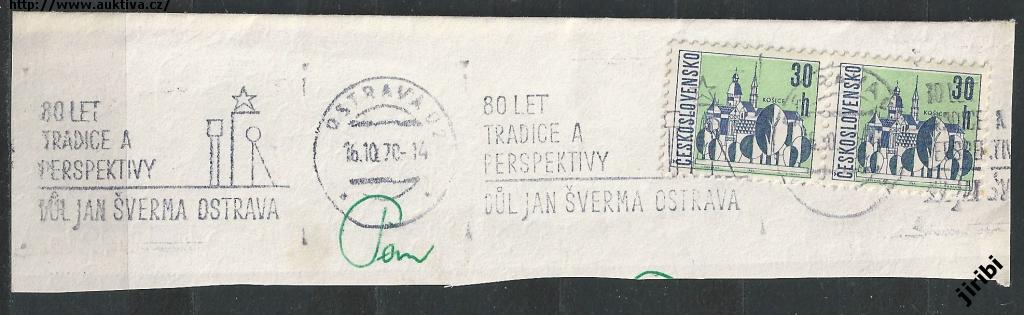 http://www.auktiva.cz/
80 LET
TRADICE A
PERSPEKTIVY
DŮL JAN ŠVERMA OSTRAVA
OSTRAVA 02
16.10.70-14
80 LET
TRADICE A
PERSPEKTIVY
DŮL JAN ŠVERMA OSTRAVA
ČESKOSLOVENSKO
30 h
KOŠICE
ČESKOSLOVENSKO
30 h
KOŠICE
jiribi